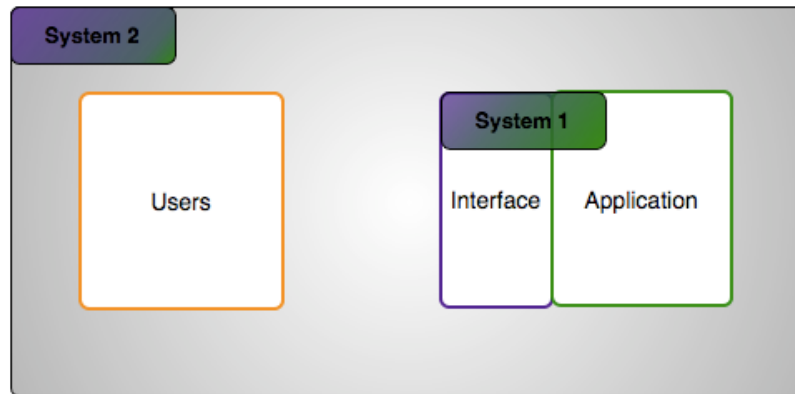 System 2
System 1
Users
Interface
Application